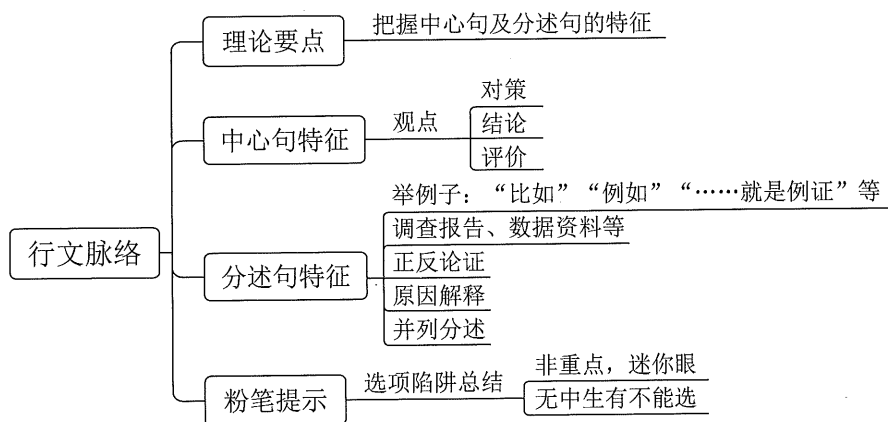 理论要点
把握中心句及分述句的特征
中心句特征
观点
对策
结论
评价
行文脉络
分述句特征
举例子：“比如”“例如”“……就是例证”等
调查报告、数据资料等
正反论证
原因解释
并列分述
粉笔提示
选项陷阱总结
非重点，迷你眼
无中生有不能选